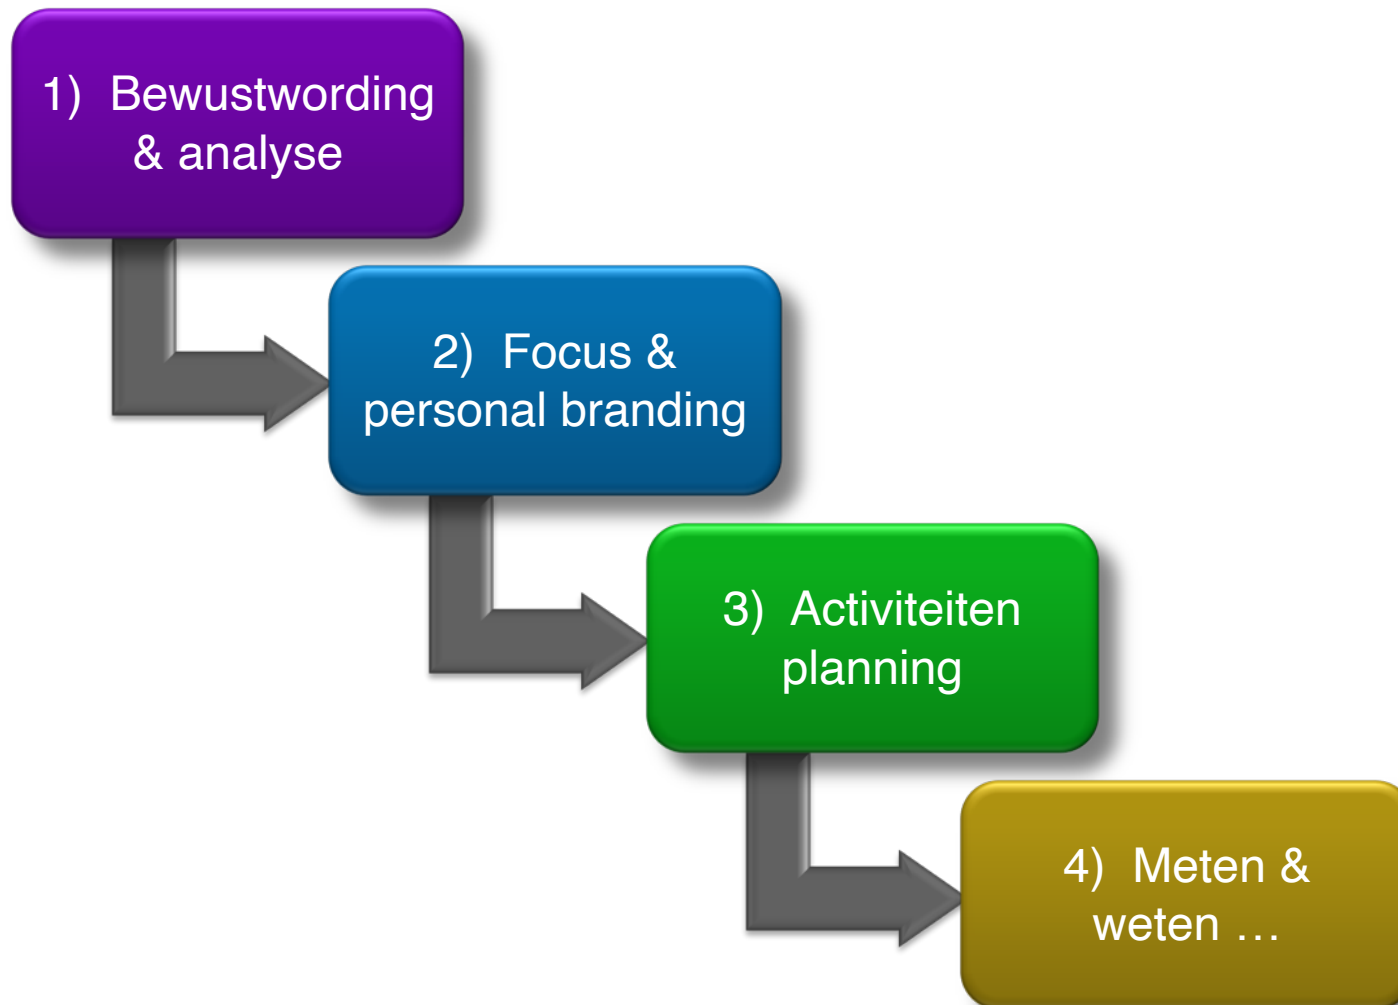 1) Bewustwording
& analyse
2) Focus &
personal branding
3) Activiteiten
planning
4) Meten &
weten …